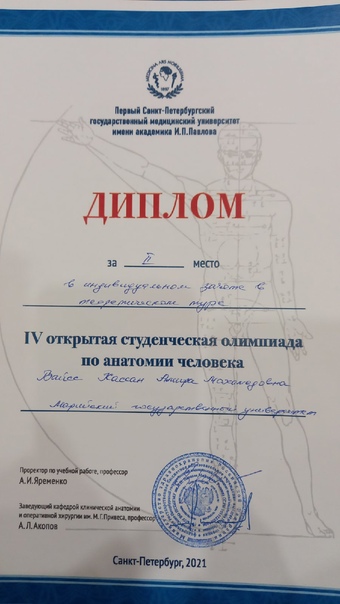 Первый Санкт-Петербургский
государственный медицинский университет
имени академика И.П.Павлова
ДИПЛОМ
за II место
в индивидуальном зачете в
теоретическом туре
IV открытая студенческая олимпиада
по анатомии человека
Хассан
Марийский государственный университет
Проректор по учебной работе, профессор
А.И.Яременко
Заведующий кафедрой клинической анатомии
и оперативной хирургии им. М.Г.Привеса, профессор
А.Л.Акопов
Санкт-Петербург, 2021